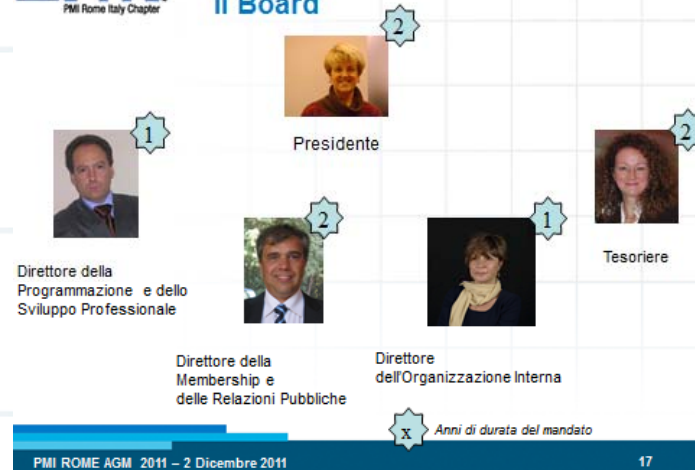 PMI Rome Italy Chapter
Il Board
2
Presidente
1
2
Direttore della
Programmazione e dello
Sviluppo Professionale
2
1
Tesoriere
Direttore della
Membership e
delle Relazioni Pubbliche
Direttore
dell'Organizzazione Interna
x Anni di durata del mandato
PMI ROME AGM 2011 – 2 Dicembre 2011
17